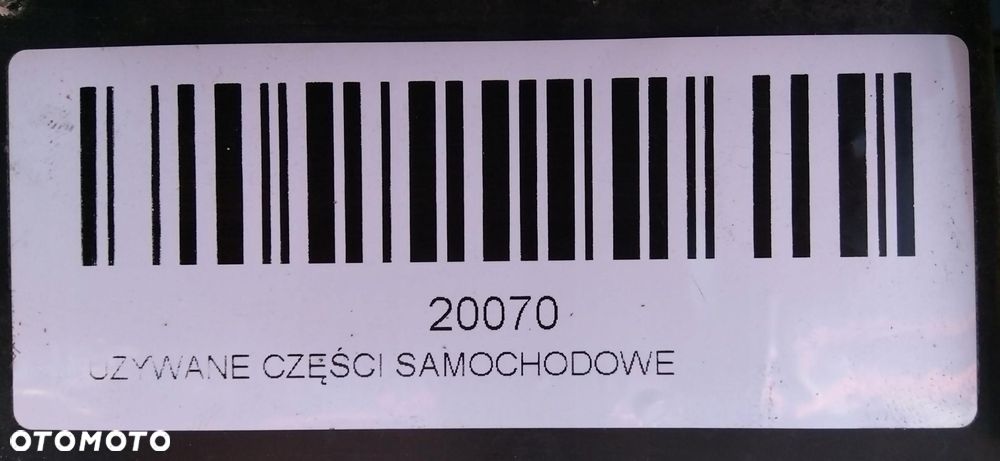 20070
UZYWANE CZĘŚCI SAMOCHODOWE
OTOMOTO